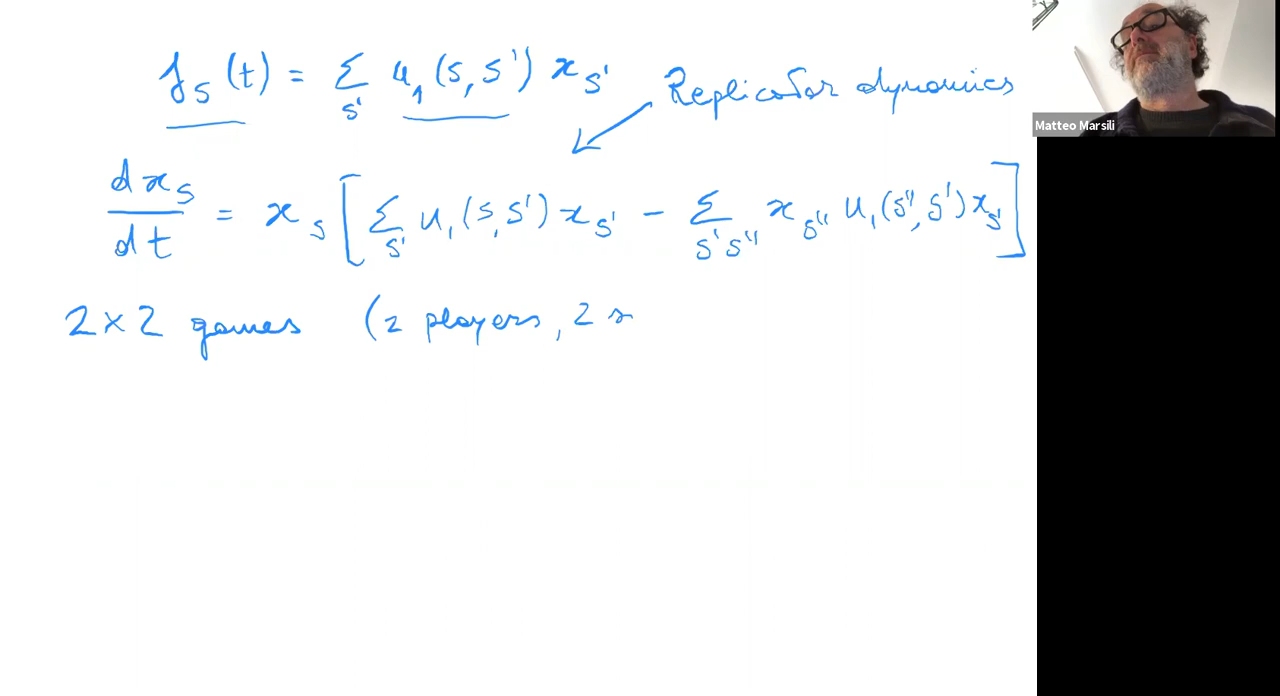 f_s(t) = Σ_{s'} u_1(s,s') x_{s'}
Replicator dynamics
dx_s/dt = x_s [Σ_{s'} u_1(s,s') x_{s'} - Σ_{s's''} x_{s''} u_1(s'',s') x_{s'}]
2×2 games (2 players, 2 s
Matteo Marsili